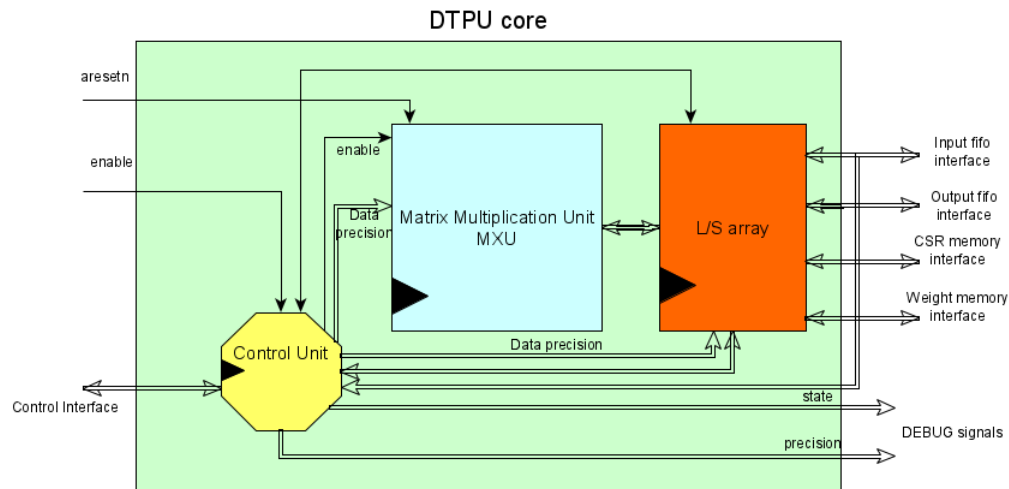 DTPU core
aresetn
enable
enable
Data
precision
Matrix Multiplication Unit
MXU
L/S array
Input fifo
interface
Output fifo
interface
CSR memory
interface
Weight memory
interface
Control Unit
Data precision
Control Interface
state
DEBUG signals
precision